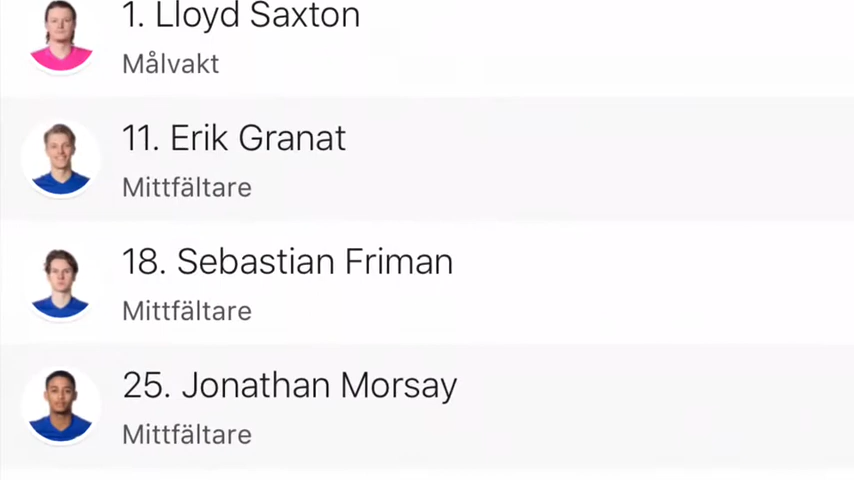 1. Lloyd Saxton
Målvakt
11. Erik Granat
Mittfältare
18. Sebastian Friman
Mittfältare
25. Jonathan Morsay
Mittfältare